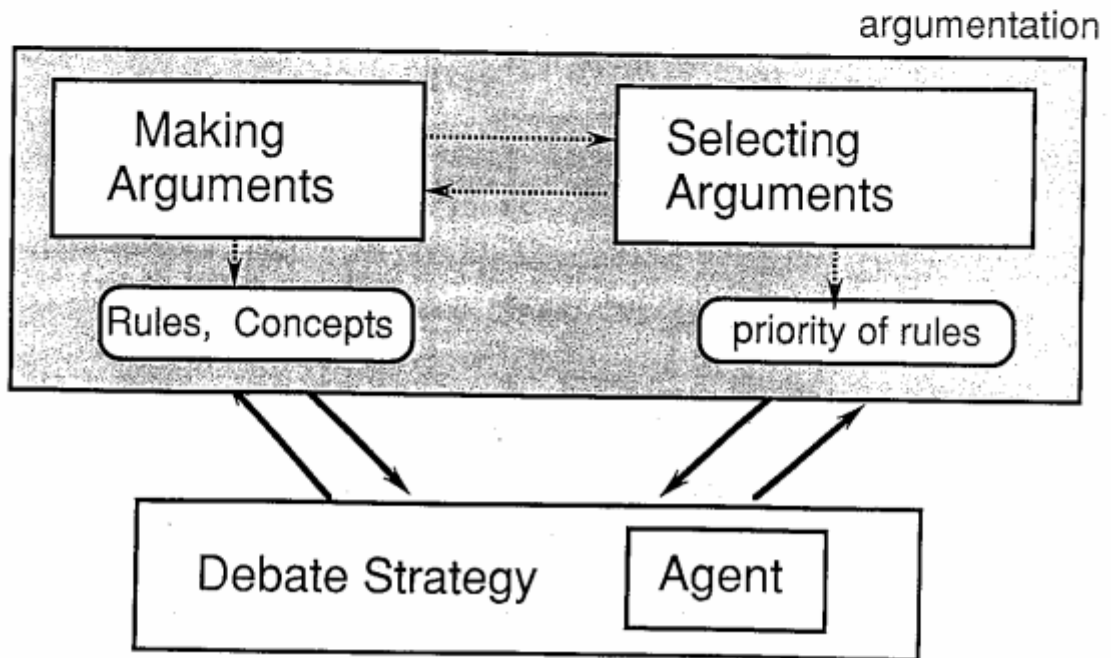 argumentation
Making
Arguments
Selecting
Arguments
Rules, Concepts
priority of rules
Debate Strategy
Agent